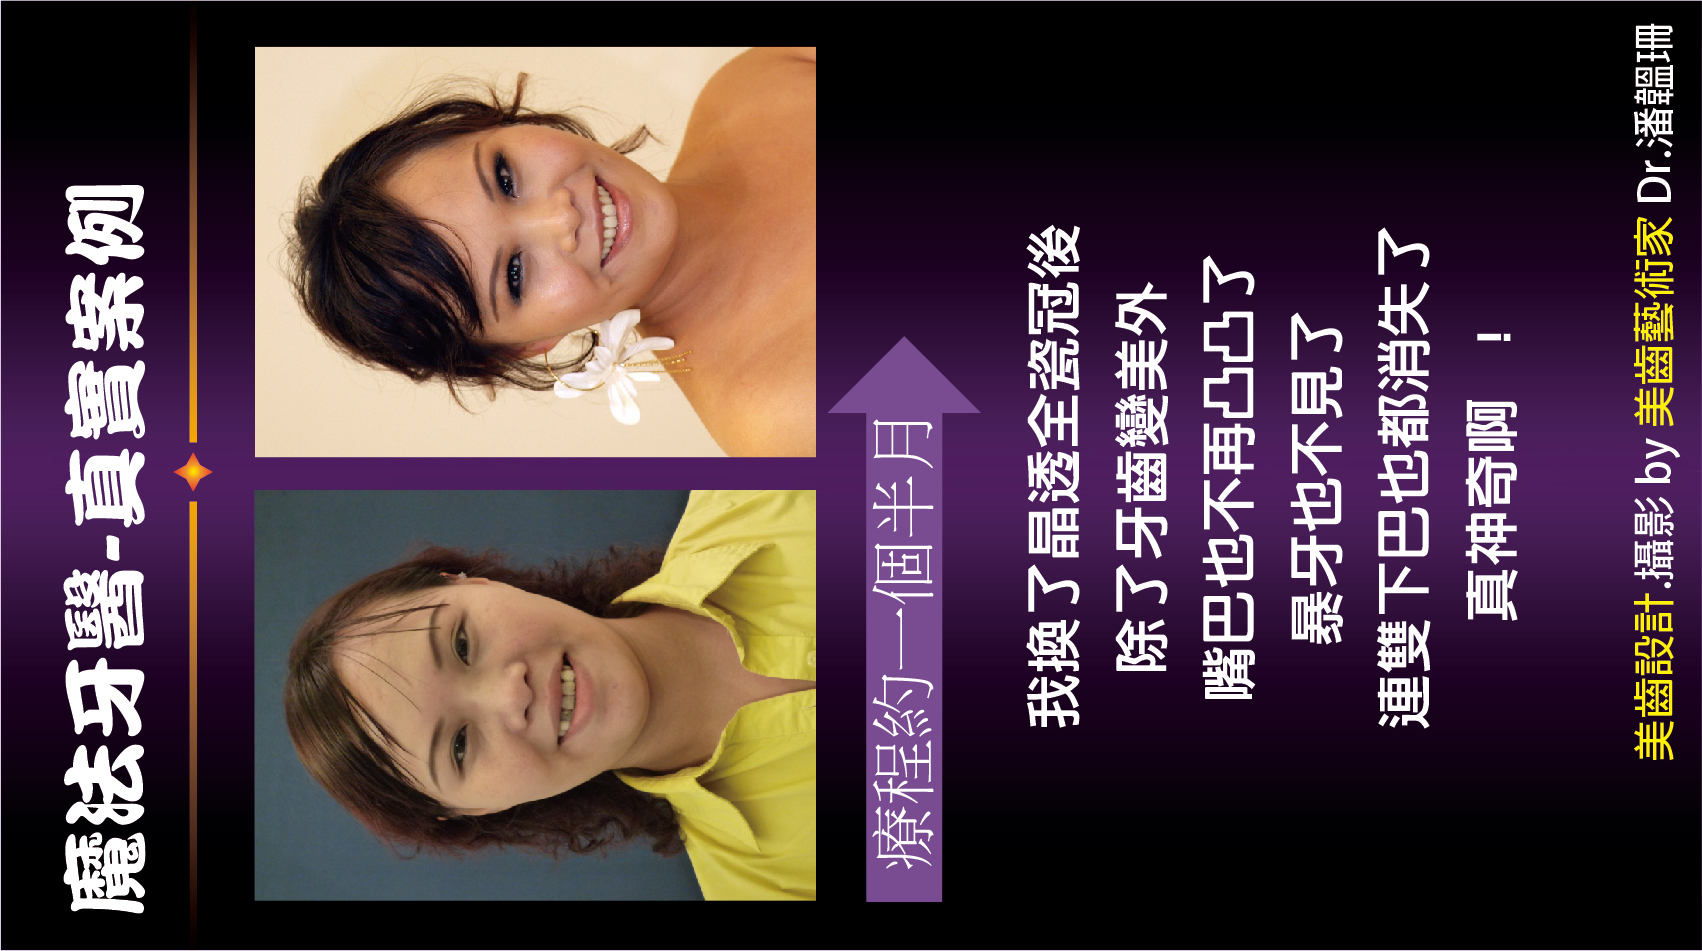 魔法牙醫-真實案例
療程約一個半月
我換了晶透全瓷冠後
除了牙齒變美外
嘴巴也不再凸凸了
暴牙也不見了
連雙下巴也都消失了
真神奇啊 !
美齒設計.攝影 by 美齒藝術家 Dr.潘韞珊